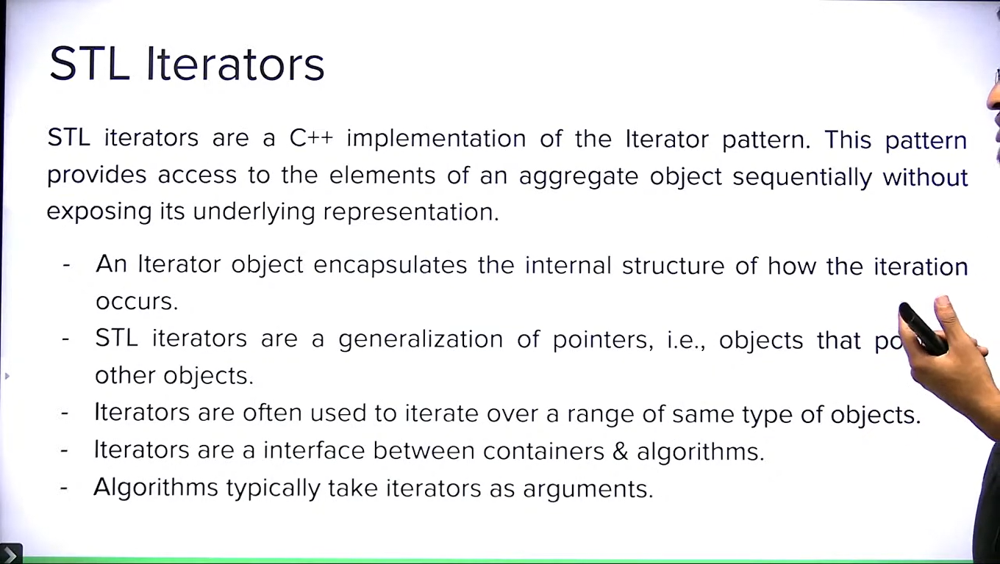 STL Iterators
STL iterators are a C++ implementation of the Iterator pattern. This pattern
provides access to the elements of an aggregate object sequentially without
exposing its underlying representation.
- An Iterator object encapsulates the internal structure of how the iteration
occurs.
- STL iterators are a generalization of pointers, i.e., objects that
other objects.
- Iterators are often used to iterate over a range of same type of objects.
- Iterators are a interface between containers & algorithms.
- Algorithms typically take iterators as arguments.